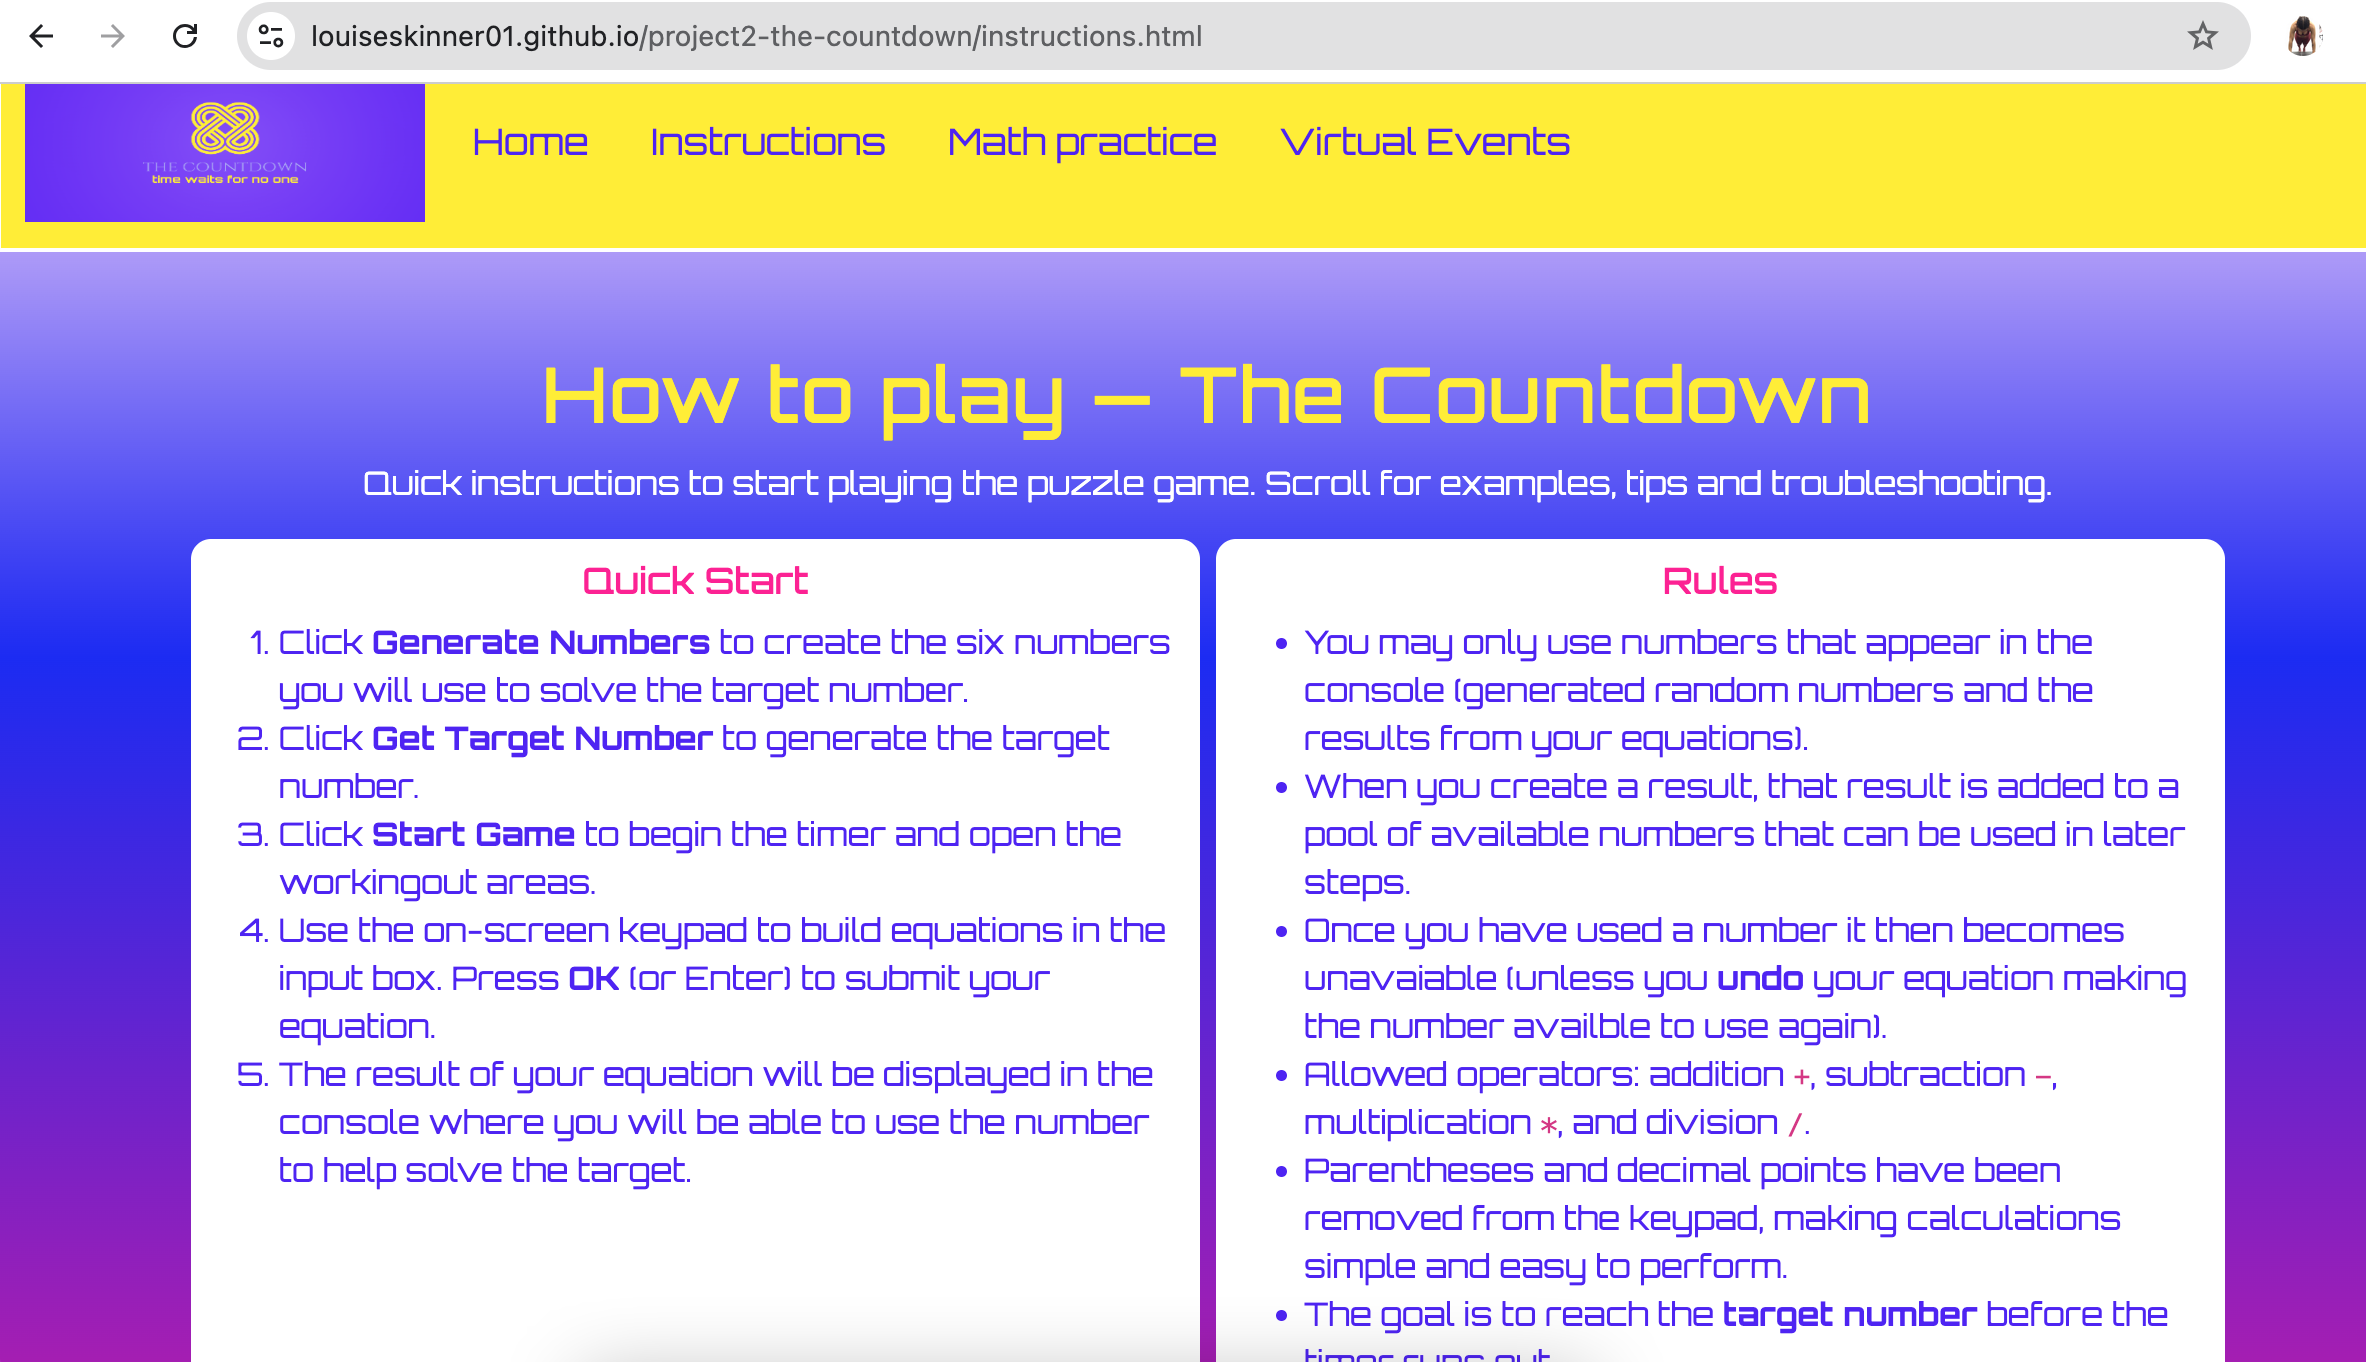 louiseskinner01.github.io/project2-the-countdown/instructions.html
THE COUNTDOWN
time waits for no one
Home Instructions Math practice Virtual Events
How to play – The Countdown
Quick instructions to start playing the puzzle game. Scroll for examples, tips and troubleshooting.
Quick Start
1. Click Generate Numbers to create the six numbers
you will use to solve the target number.
2. Click Get Target Number to generate the target
number.
3. Click Start Game to begin the timer and open the
workingout areas.
4. Use the on-screen keypad to build equations in the
input box. Press OK (or Enter) to submit your
equation.
5. The result of your equation will be displayed in the
console where you will be able to use the number
to help solve the target.
Rules
• You may only use numbers that appear in the
console (generated random numbers and the
results from your equations).
• When you create a result, that result is added to a
pool of available numbers that can be used in later
steps.
• Once you have used a number it then becomes
unavaiable (unless you undo your equation making
the number availble to use again).
• Allowed operators: addition +, subtraction −,
multiplication *, and division /.
• Parentheses and decimal points have been
removed from the keypad, making calculations
simple and easy to perform.
• The goal is to reach the target number before the
timer runs out.